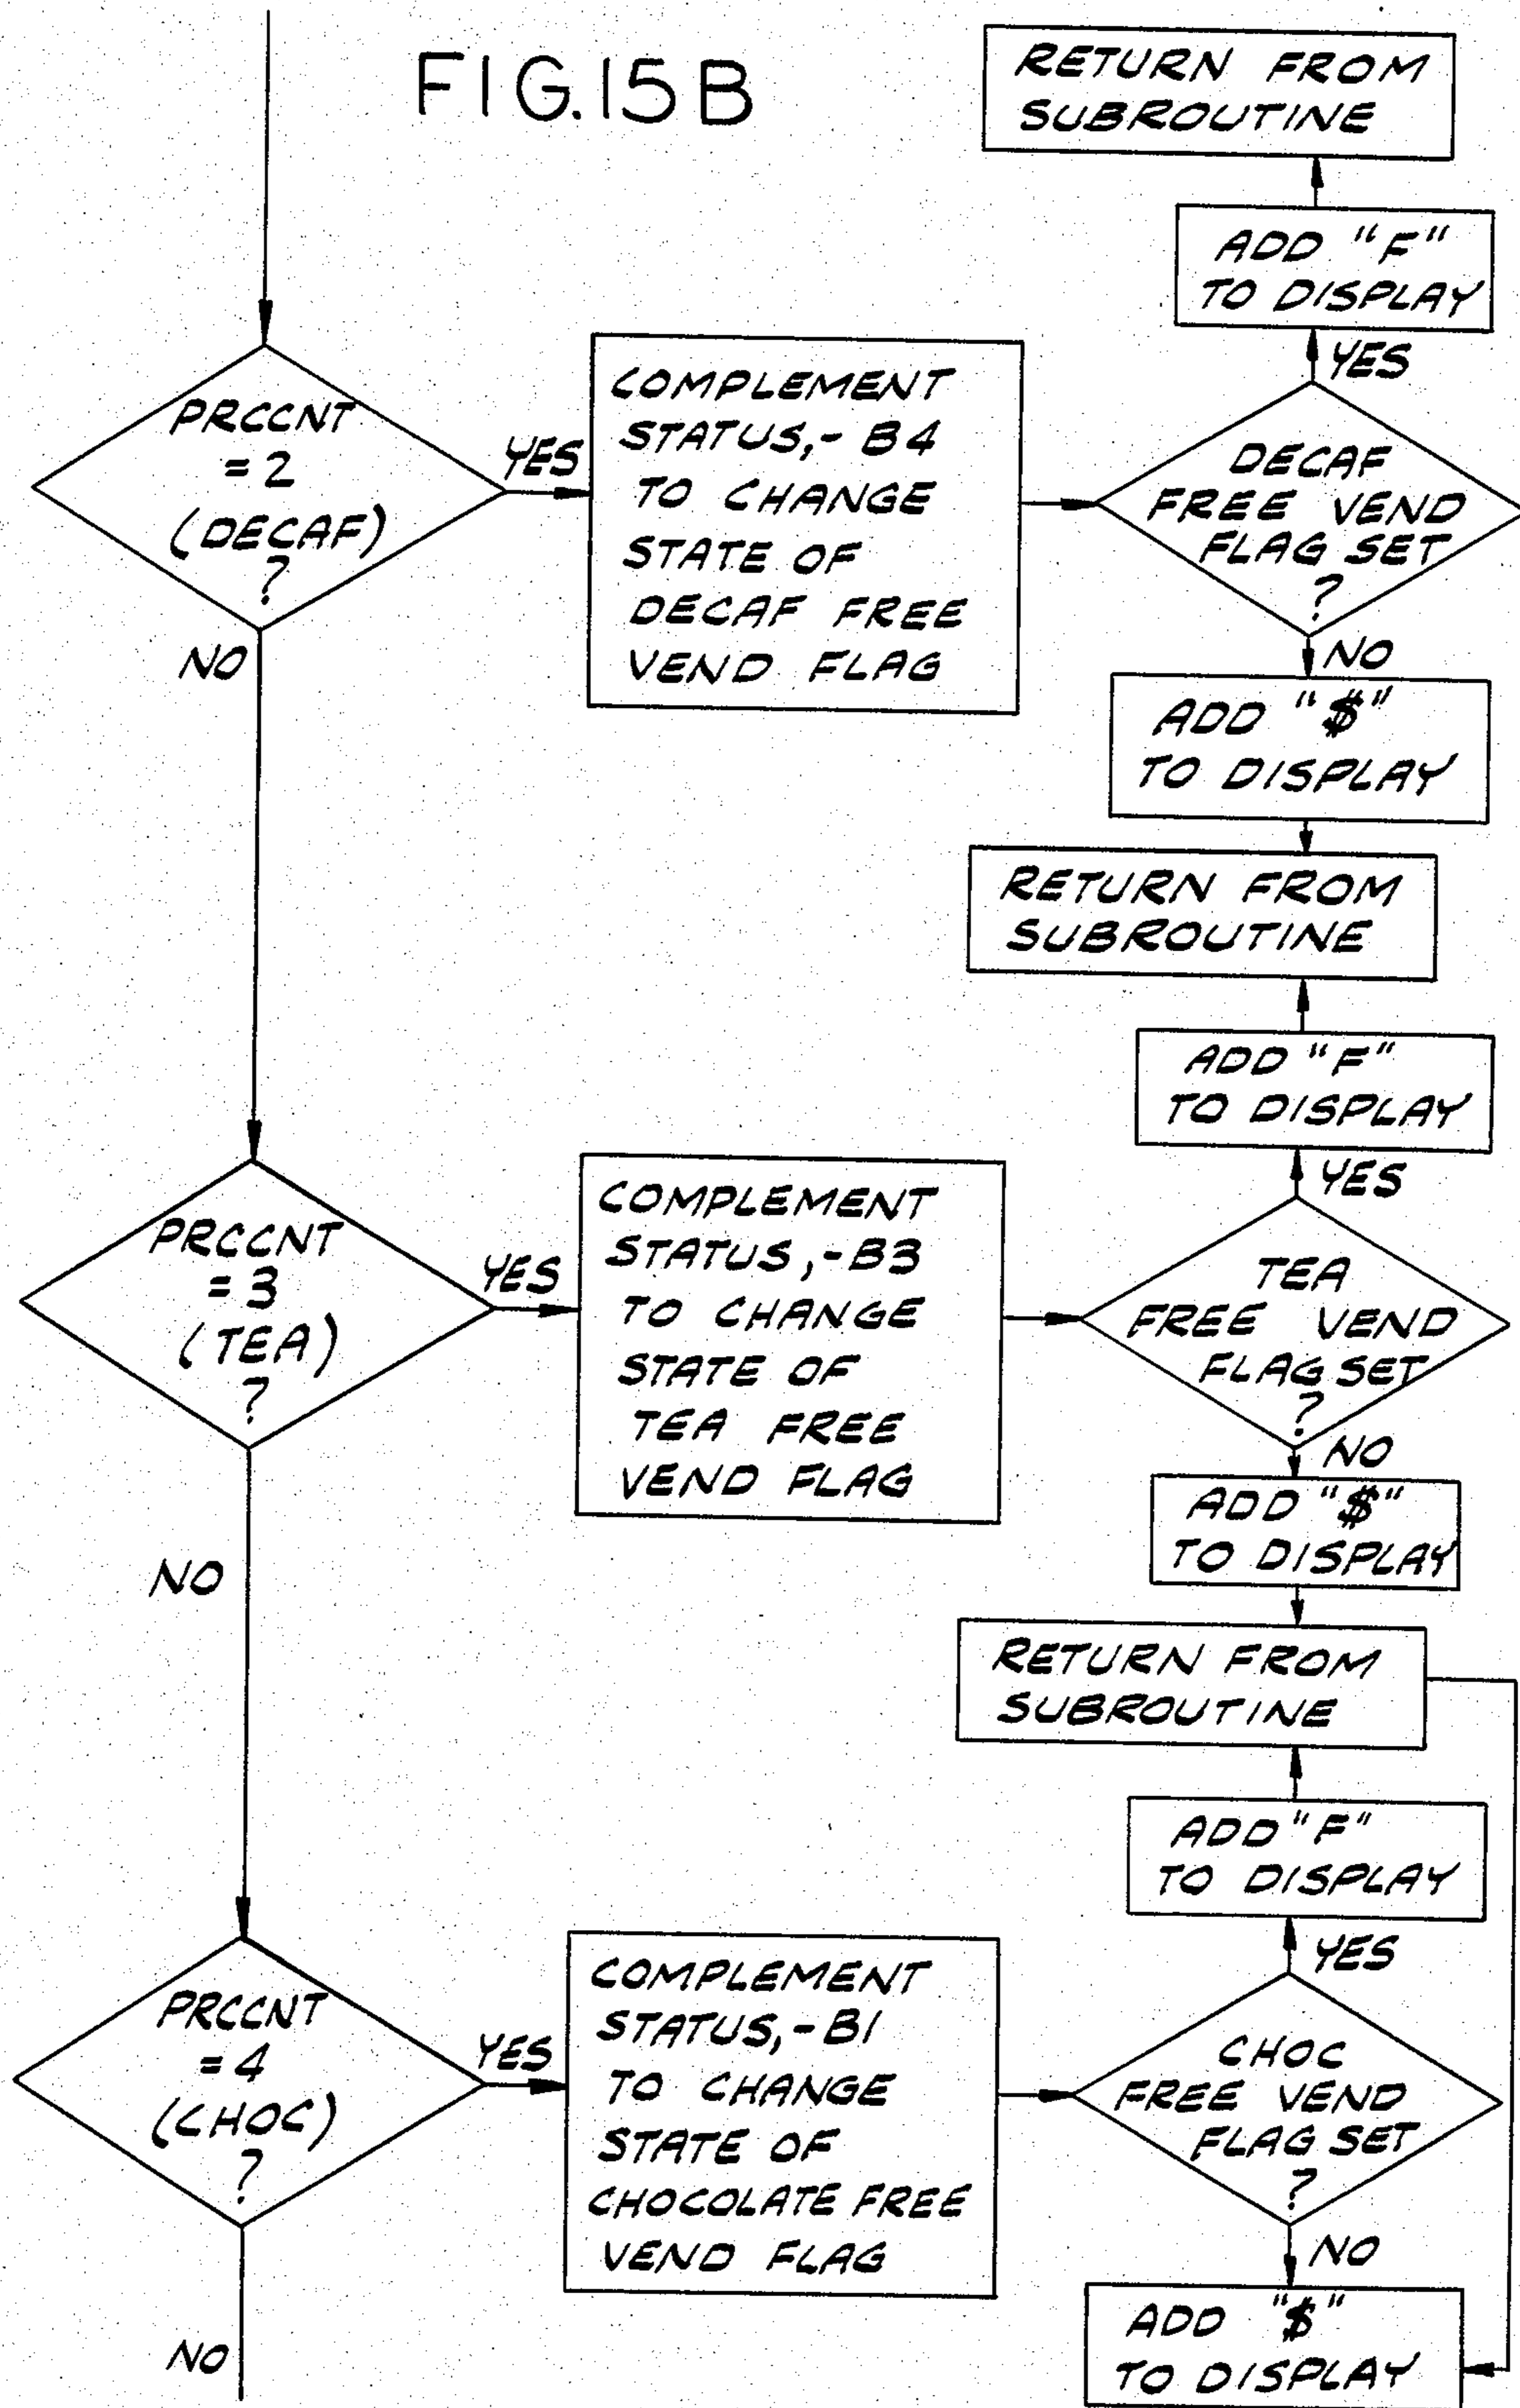 FIG.15B
RETURN FROM
SUBROUTINE
ADD "F"
TO DISPLAY
YES
PRCCNT
=2
(DECAF)
?
YES
NO
COMPLEMENT
STATUS,-B4
TO CHANGE
STATE OF
DECAF FREE
VEND FLAG
DECAF
FREE VEND
FLAG SET
?
NO
ADD "$"
TO DISPLAY
RETURN FROM
SUBROUTINE
ADD "F"
TO DISPLAY
YES
PRCCNT
=3
(TEA)
?
YES
NO
COMPLEMENT
STATUS,-B3
TO CHANGE
STATE OF
TEA FREE
VEND FLAG
TEA
FREE VEND
FLAG SET
?
NO
ADD "$"
TO DISPLAY
RETURN FROM
SUBROUTINE
ADD "F"
TO DISPLAY
YES
PRCCNT
=4
(CHOC)
?
YES
NO
COMPLEMENT
STATUS,-B1
TO CHANGE
STATE OF
CHOCOLATE FREE
VEND FLAG
CHOC
FREE VEND
FLAG SET
?
NO
ADD "$"
TO DISPLAY